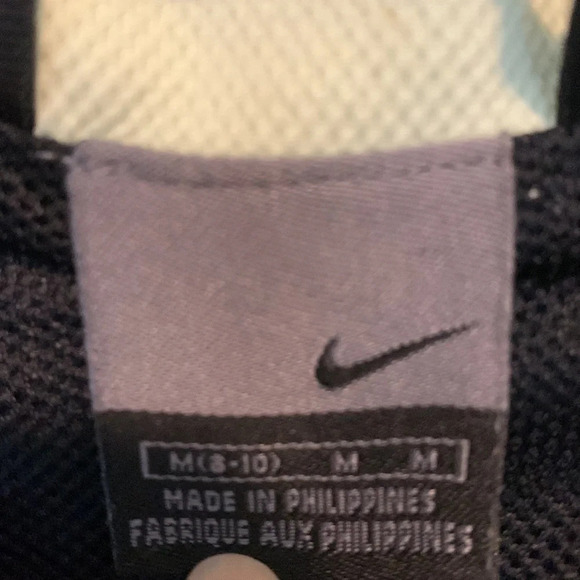 M(8-10) M M
MADE IN PHILIPPINES
FABRIQUE AUX PHILIPPINES